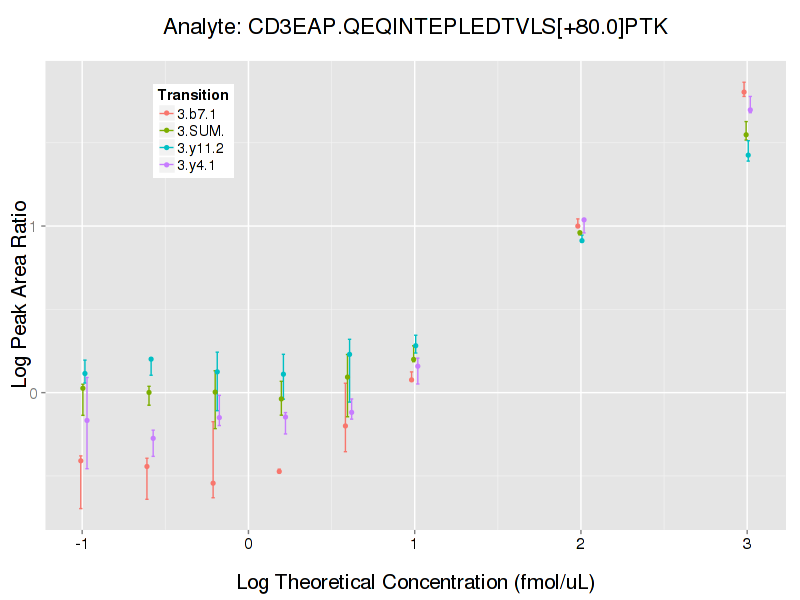 Analyte: CD3EAP.QEQINTEPLEDTVLS[+80.0]PTK
Transition
3.b7.1
3.SUM.
3.y11.2
3.y4.1
Log Peak Area Ratio
1
0
-1 0 1 2 3
Log Theoretical Concentration (fmol/uL)